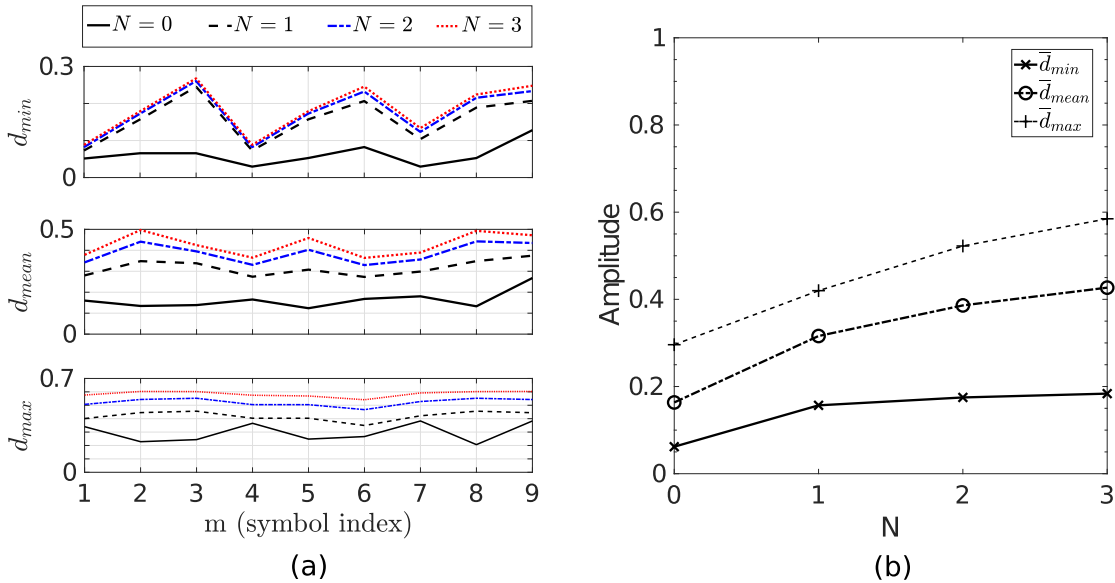 N = 0 N = 1 N = 2 N = 3
0.3
d_min
0
0.5
d_mean
0
0.7
d_max
0
1 2 3 4 5 6 7 8 9
m (symbol index)
(a)
1
0.8
0.6
0.4
0.2
0
Amplitude
d̅_min
d̅_mean
d̅_max
0 1 2 3
N
(b)